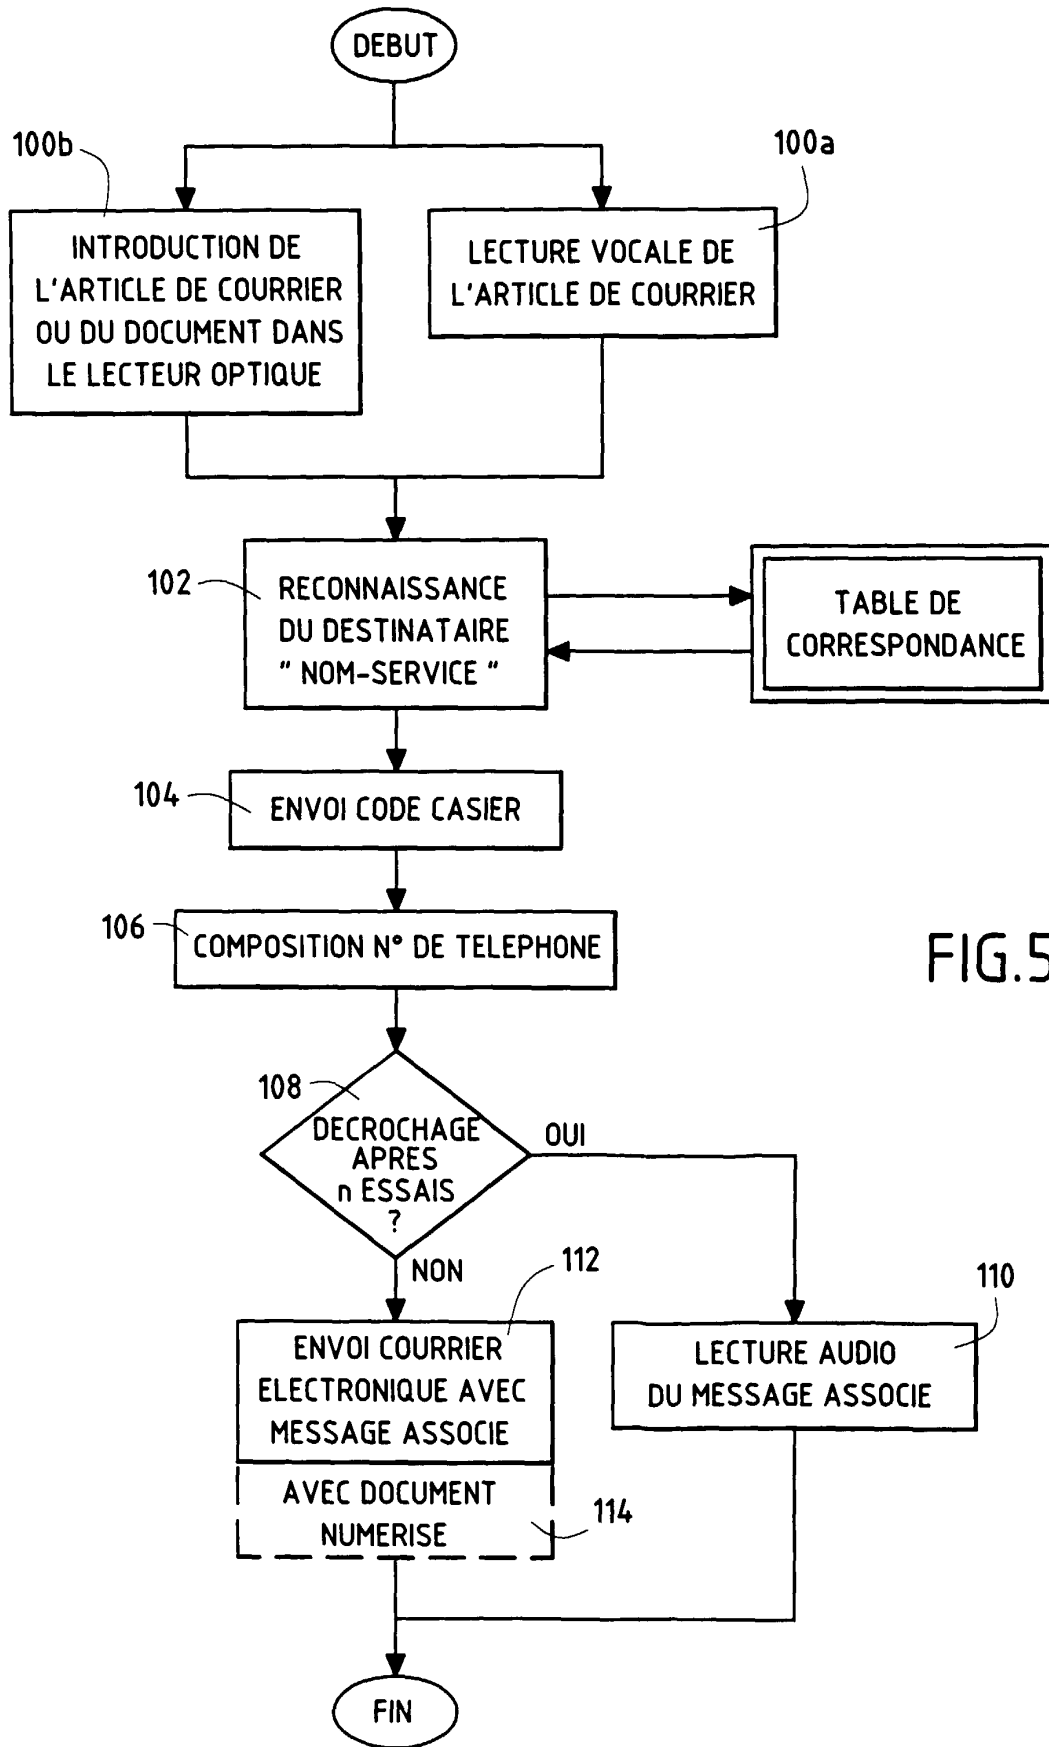 DEBUT
100b
100a
INTRODUCTION DE
L'ARTICLE DE COURRIER
OU DU DOCUMENT DANS
LE LECTEUR OPTIQUE
LECTURE VOCALE DE
L'ARTICLE DE COURRIER
102
RECONNAISSANCE
DU DESTINATAIRE
" NOM-SERVICE "
TABLE DE
CORRESPONDANCE
104
ENVOI CODE CASIER
106
COMPOSITION N° DE TELEPHONE
FIG.5
108
DECROCHAGE
APRES
n ESSAIS
?
OUI
NON
112
110
ENVOI COURRIER
ELECTRONIQUE AVEC
MESSAGE ASSOCIE
LECTURE AUDIO
DU MESSAGE ASSOCIE
AVEC DOCUMENT
NUMERISE
114
FIN